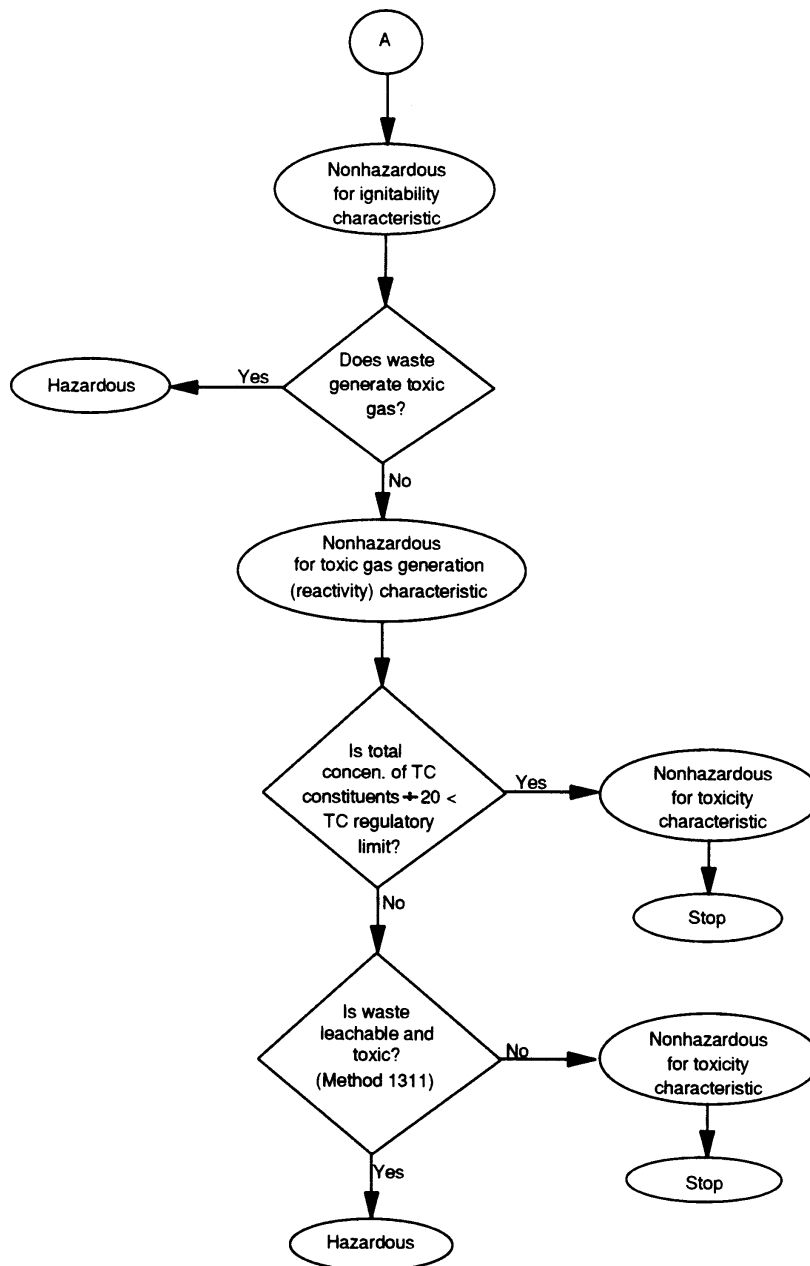 A
Nonhazardous
for ignitability
characteristic
Does waste
generate toxic
gas?
Yes
Hazardous
No
Nonhazardous
for toxic gas generation
(reactivity) characteristic
Is total
concen. of TC
constituents ÷ 20 <
TC regulatory
limit?
Yes
Nonhazardous
for toxicity
characteristic
Stop
No
Is waste
leachable and
toxic?
(Method 1311)
No
Nonhazardous
for toxicity
characteristic
Stop
Yes
Hazardous